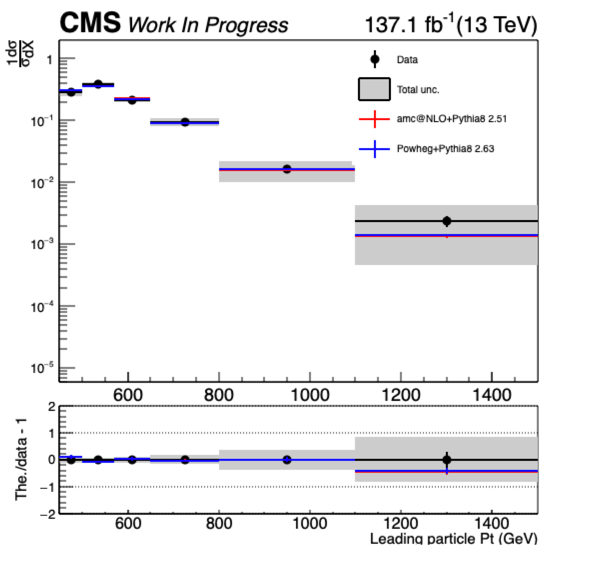 CMS Work In Progress 137.1 fb⁻¹(13 TeV)
1dσ
σdX
1
10⁻¹
10⁻²
10⁻³
10⁻⁴
10⁻⁵
Data
Total unc.
amc@NLO+Pythia8 2.51
Powheg+Pythia8 2.63
600 800 1000 1200 1400
The./data - 1
2
1
0
−1
−2
600 800 1000 1200 1400
Leading particle Pt (GeV)